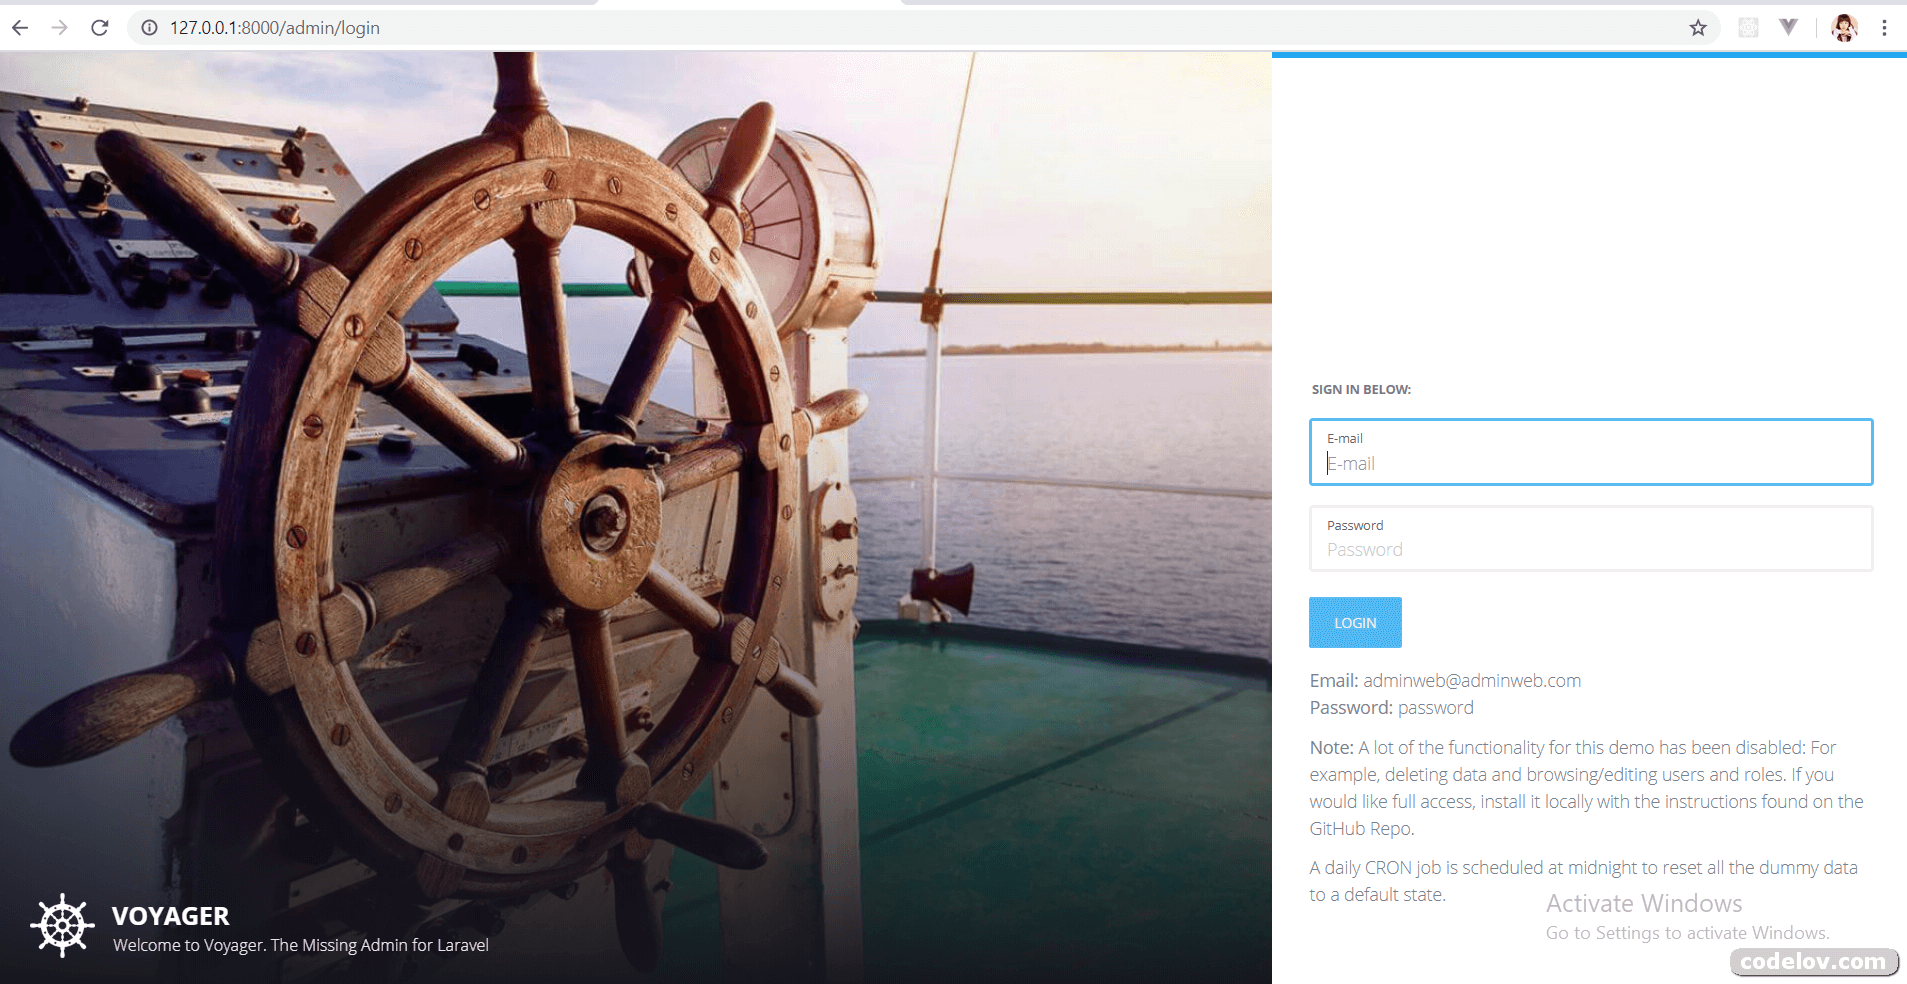 127.0.0.1:8000/admin/login
SIGN IN BELOW:
E-mail
E-mail
Password
Password
LOGIN
Email: adminweb@adminweb.com
Password: password
Note: A lot of the functionality for this demo has been disabled: For
example, deleting data and browsing/editing users and roles. If you
would like full access, install it locally with the instructions found on the
GitHub Repo.
A daily CRON job is scheduled at midnight to reset all the dummy data
to a default state.
Activate Windows
Go to Settings to activate Windows.
codelov.com
VOYAGER
Welcome to Voyager. The Missing Admin for Laravel